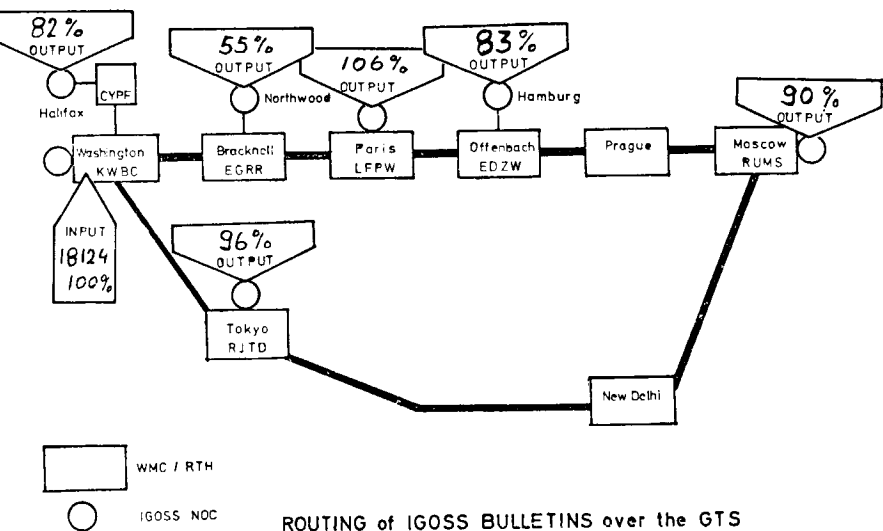 82%
OUTPUT
Halifax
CYPF
55%
OUTPUT
Northwood
106%
OUTPUT
83%
OUTPUT
Hamburg
90%
OUTPUT
Washington
KWBC
Bracknell
EGRR
Paris
LFPW
Offenbach
EDZW
Prague
Moscow
RUMS
INPUT
18124
100%
96%
OUTPUT
Tokyo
RJTD
New Delhi
WMC / RTH
IGOSS NOC
ROUTING of IGOSS BULLETINS over the GTS